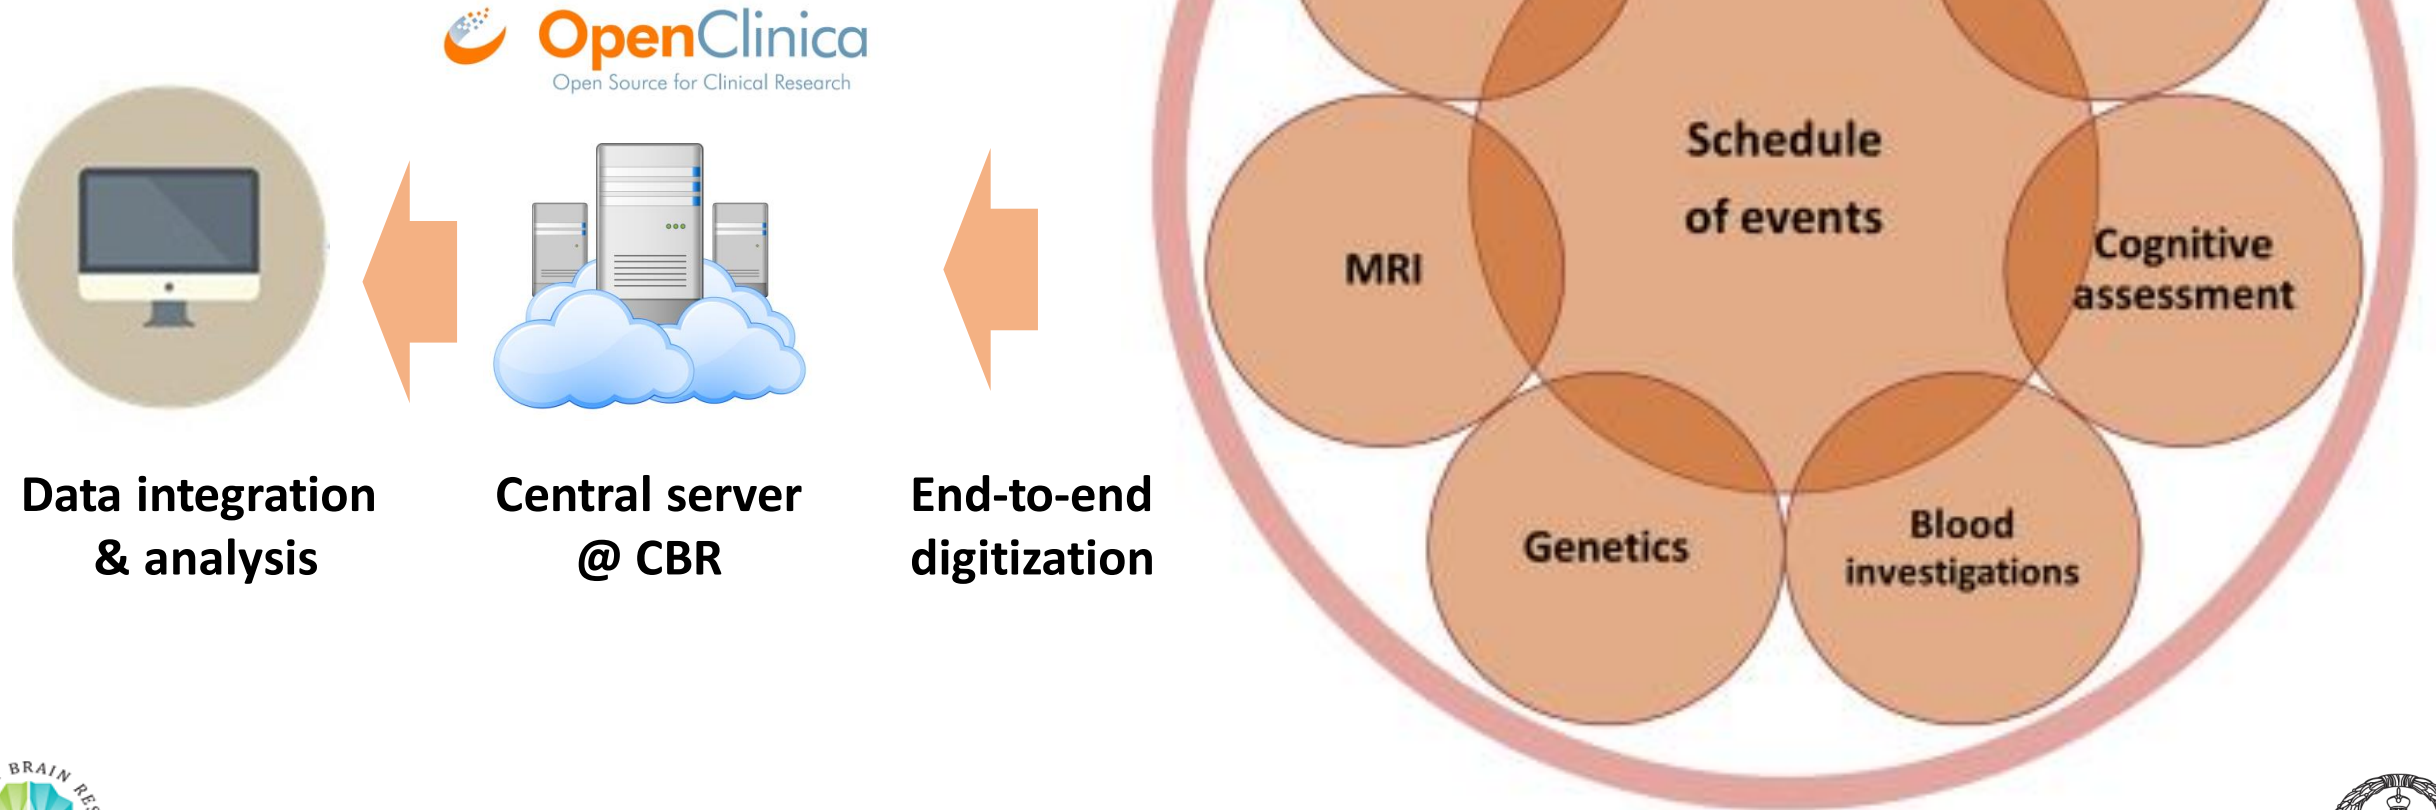 OpenClinica
Open Source for Clinical Research
Schedule
of events
MRI
Cognitive
assessment
Genetics
Blood
investigations
Data integration
& analysis
Central server
@ CBR
End-to-end
digitization
BRAIN